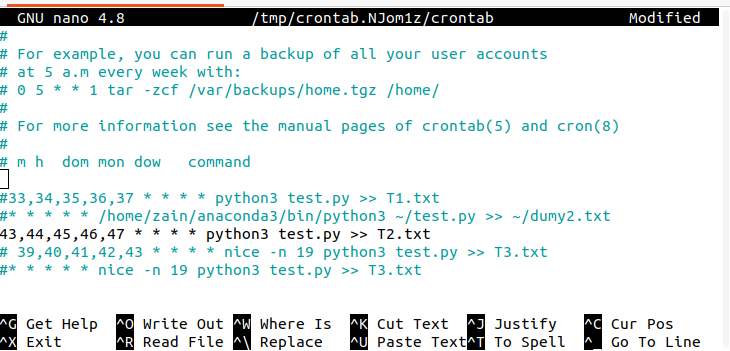 GNU nano 4.8 /tmp/crontab.NJom1z/crontab Modified
#
# For example, you can run a backup of all your user accounts
# at 5 a.m every week with:
# 0 5 * * 1 tar -zcf /var/backups/home.tgz /home/
#
# For more information see the manual pages of crontab(5) and cron(8)
#
# m h  dom mon dow   command
#33,34,35,36,37 * * * * python3 test.py >> T1.txt
#* * * * * /home/zain/anaconda3/bin/python3 ~/test.py >> ~/dumy2.txt
43,44,45,46,47 * * * * python3 test.py >> T2.txt
# 39,40,41,42,43 * * * * nice -n 19 python3 test.py >> T3.txt
#* * * * * nice -n 19 python3 test.py >> T3.txt
^G Get Help ^O Write Out ^W Where Is ^K Cut Text ^J Justify ^C Cur Pos
^X Exit ^R Read File ^\ Replace ^U Paste Text ^T To Spell ^_ Go To Line